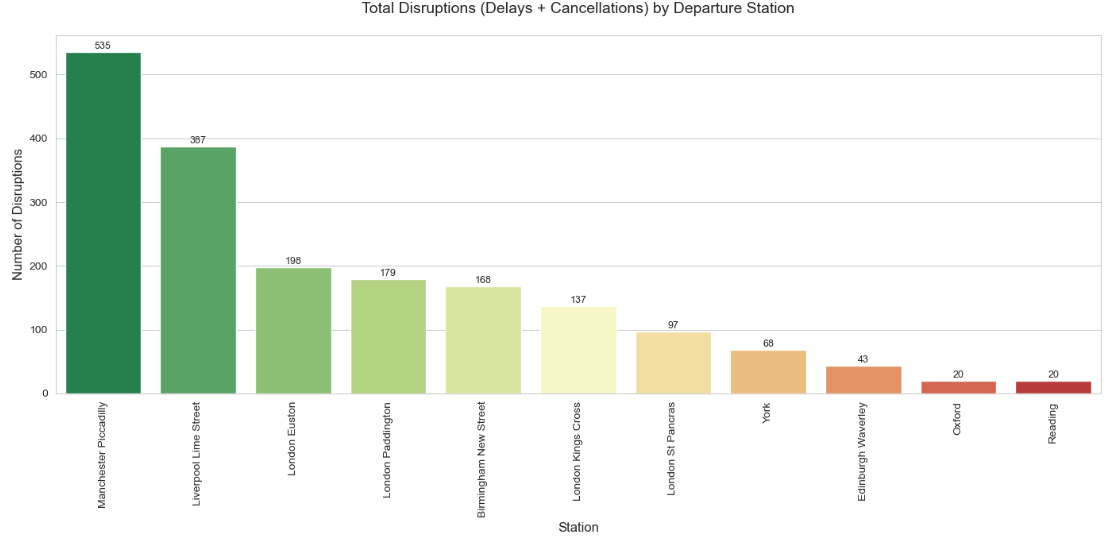 Total Disruptions (Delays + Cancellations) by Departure Station
Number of Disruptions
500
400
300
200
100
0
535
387
198
179
168
137
97
68
43
20
20
Manchester Piccadilly
Liverpool Lime Street
London Euston
London Paddington
Birmingham New Street
London Kings Cross
London St Pancras
York
Edinburgh Waverley
Oxford
Reading
Station